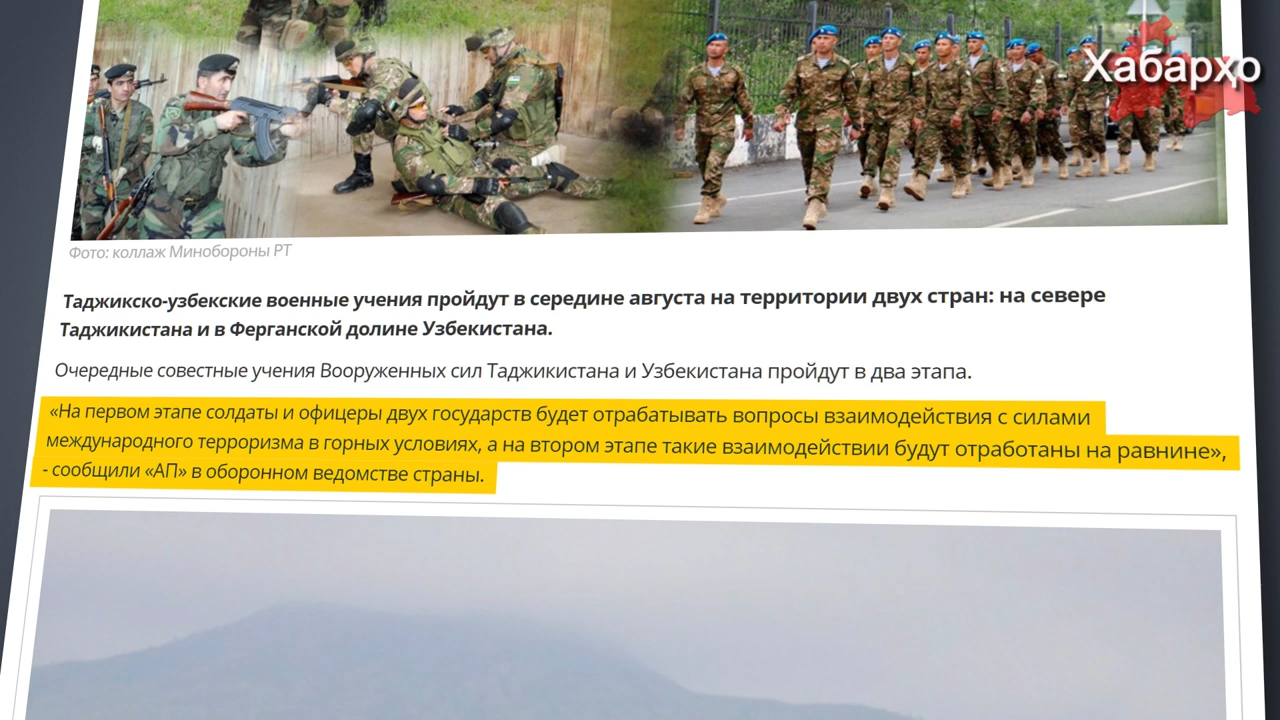 Хабарҳо
Фото: коллаж Минобороны РТ
Таджикско-узбекские военные учения пройдут в середине августа на территории двух стран: на севере
Таджикистана и в Ферганской долине Узбекистана.
Очередные совестные учения Вооруженных сил Таджикистана и Узбекистана пройдут в два этапа.
«На первом этапе солдаты и офицеры двух государств будет отрабатывать вопросы взаимодействия с силами
международного терроризма в горных условиях, а на втором этапе такие взаимодействии будут отработаны на равнине»,
- сообщили «АП» в оборонном ведомстве страны.